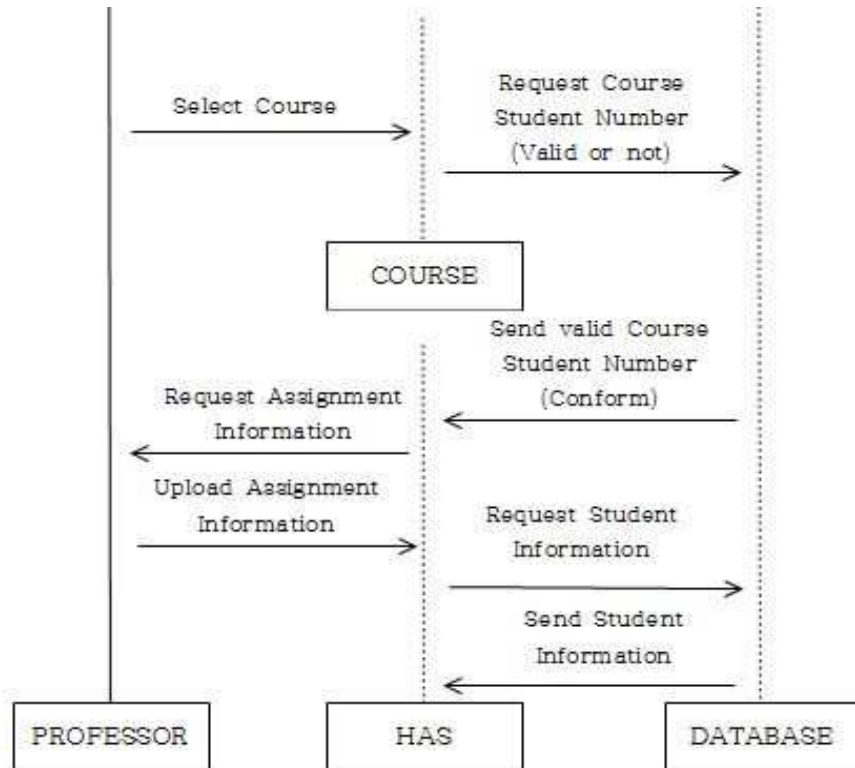 Select Course
Request Course
Student Number
(Valid or not)
COURSE
Send valid Course
Student Number
(Conform)
Request Assignment
Information
Upload Assignment
Information
Request Student
Information
Send Student
Information
PROFESSOR
HAS
DATABASE